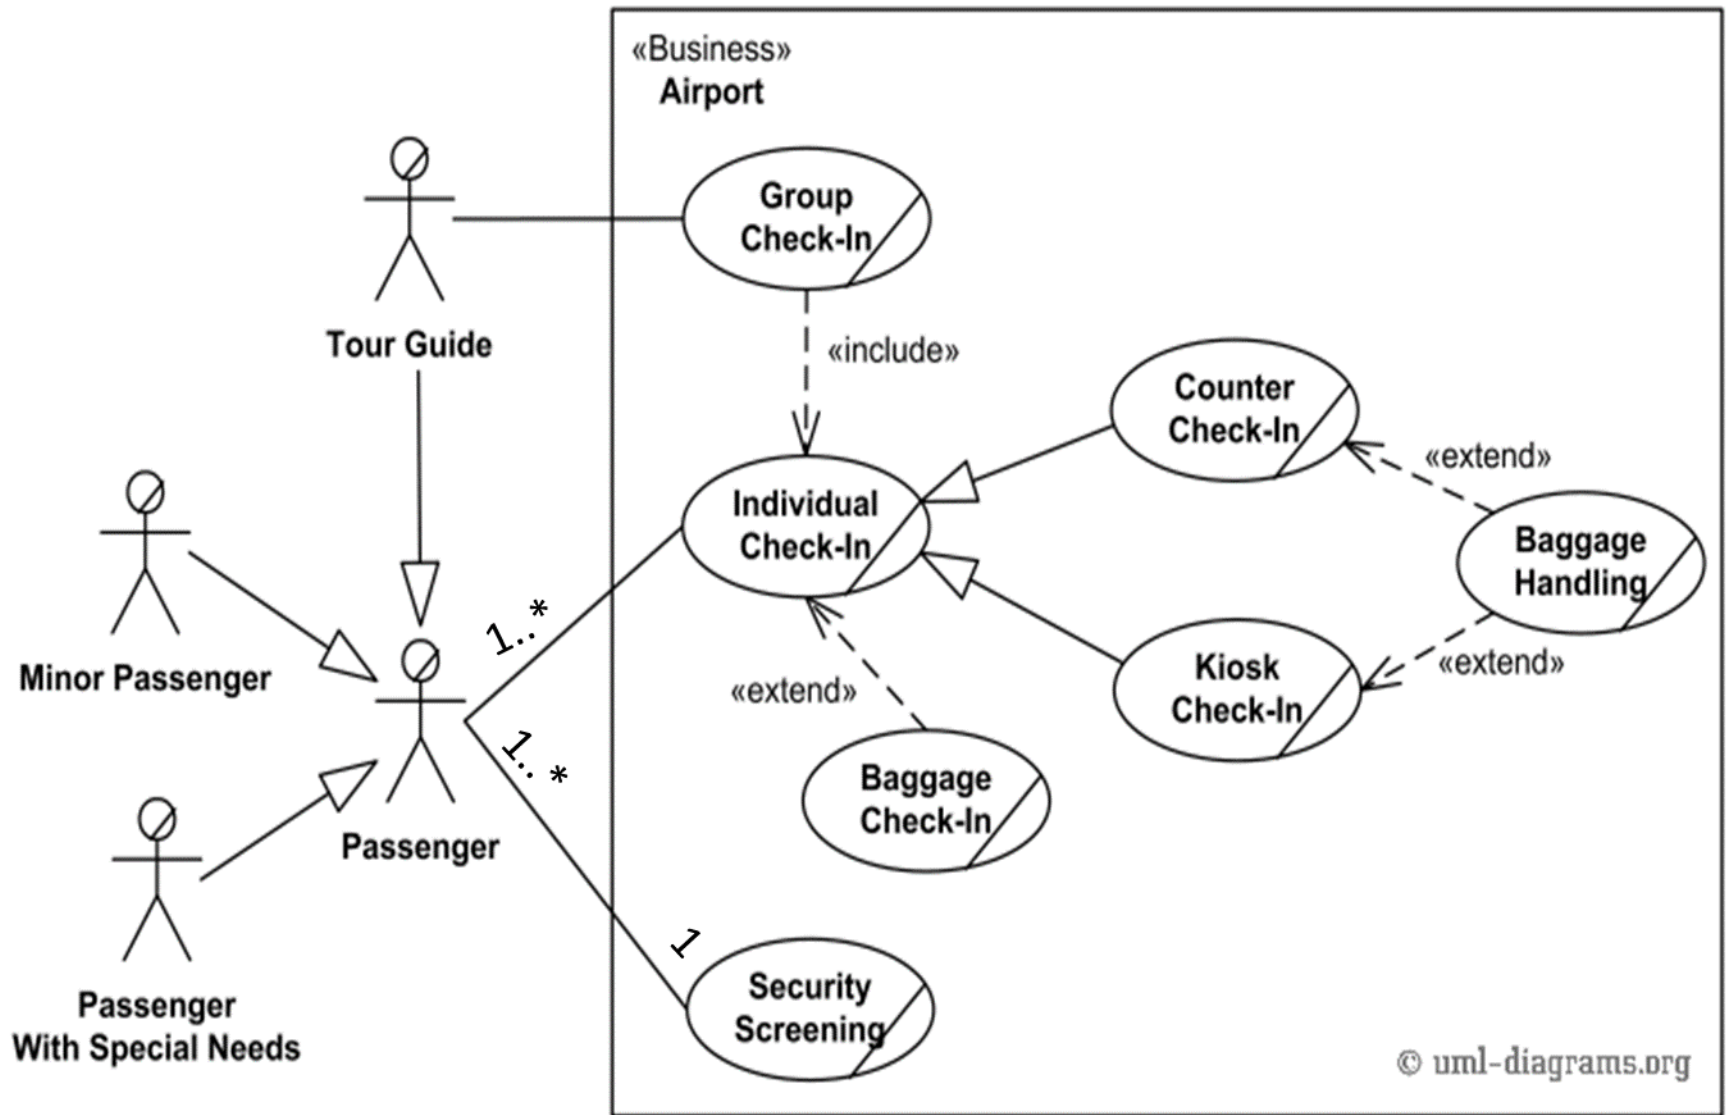 «Business»
Airport
Group
Check-In
Tour Guide
«include»
Counter
Check-In
«extend»
Individual
Check-In
Baggage
Handling
1..*
Minor Passenger
«extend»
Kiosk
Check-In
«extend»
1..*
Passenger
Baggage
Check-In
1
Security
Screening
Passenger
With Special Needs
© uml-diagrams.org